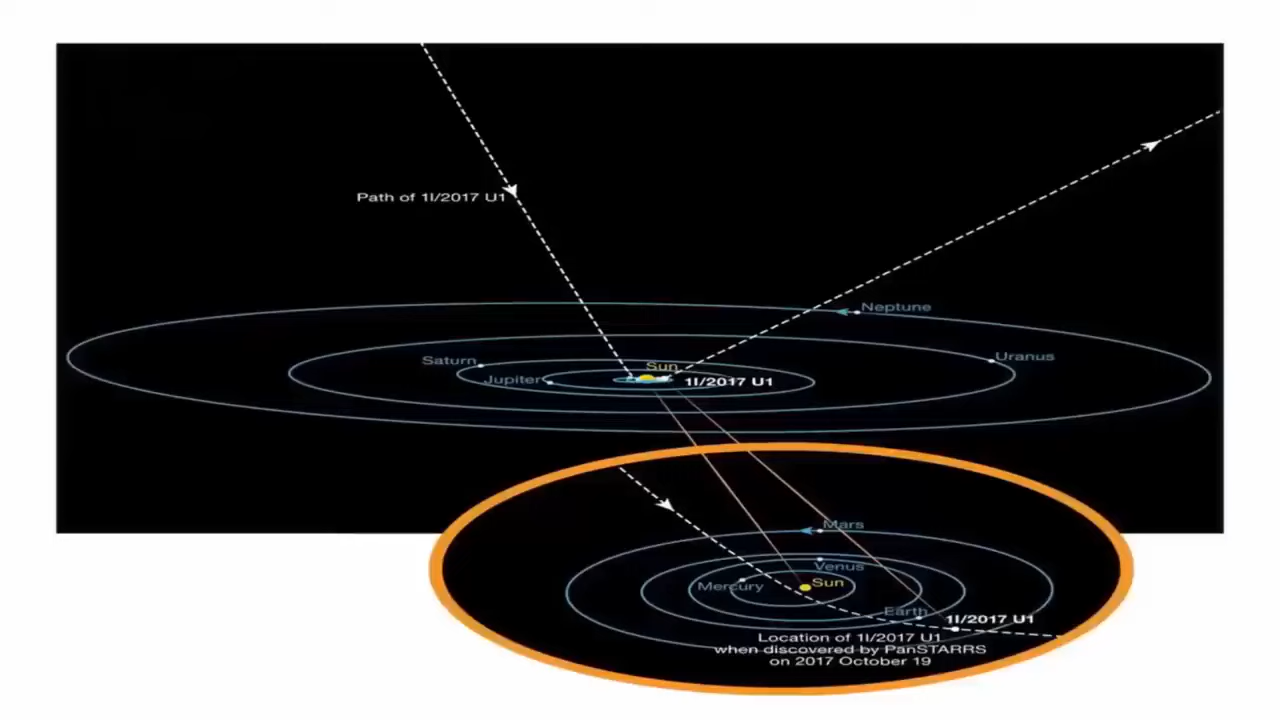 Path of 1I/2017 U1
Neptune
Uranus
Saturn
Sun
Jupiter
1I/2017 U1
Mars
Venus
Mercury
Sun
Earth
1I/2017 U1
Location of 1I/2017 U1
when discovered by PanSTARRS
on 2017 October 19